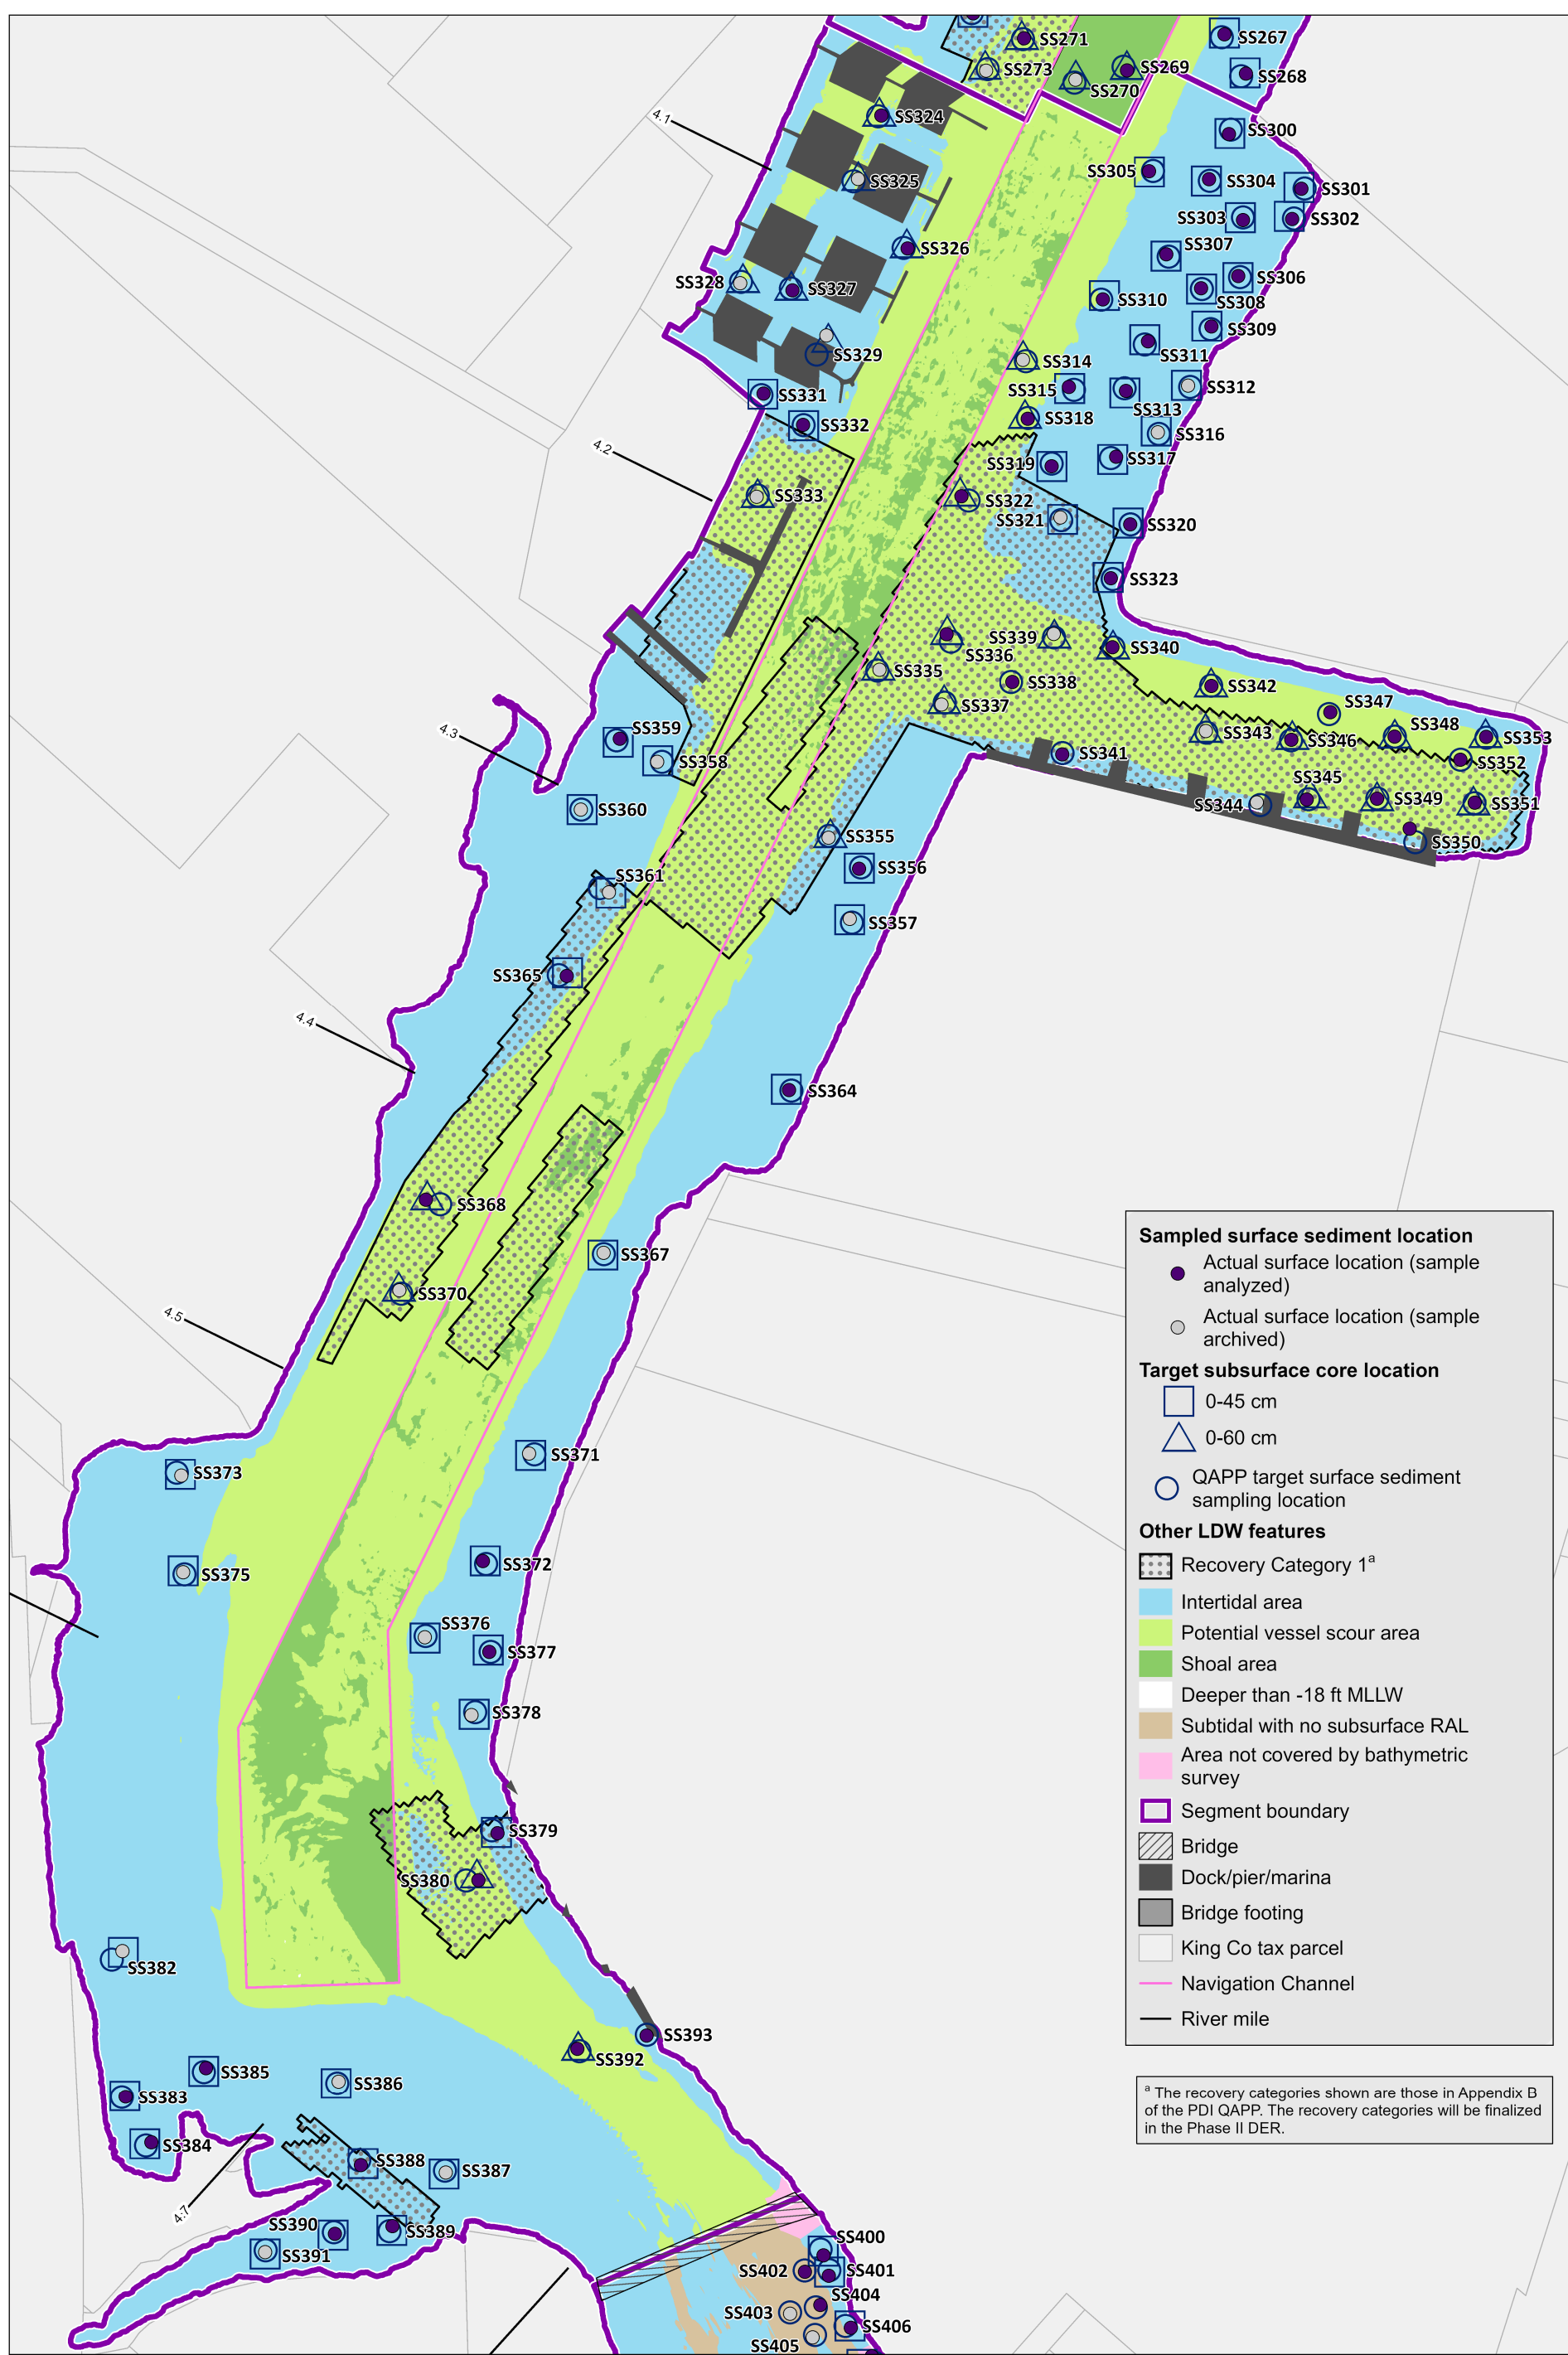 SS271
SS267
SS273
SS269
SS268
SS270
4.1
SS324
SS300
SS305
SS304
SS325
SS301
SS303
SS302
SS326
SS307
SS328
SS327
SS306
SS310
SS308
SS309
SS329
SS311
SS314
SS315
SS312
SS331
SS313
SS318
SS332
SS316
4.2
SS319
SS317
SS333
SS322
SS321
SS320
SS323
SS339
SS336
SS340
SS335
SS338
SS342
SS337
SS347
4.3
SS359
SS343
SS346
SS348
SS353
SS358
SS341
SS352
SS345
SS360
SS344
SS349
SS351
SS355
SS350
SS356
SS361
SS357
SS365
4.4
SS364
SS368
SS367
SS370
4.5
SS371
SS373
SS372
SS375
SS376
SS377
SS378
SS379
SS380
SS382
SS393
SS392
SS385
SS386
SS383
SS384
SS388
SS387
4.7
SS390
SS389
SS391
SS400
SS402
SS401
SS404
SS403
SS406
SS405
Sampled surface sediment location
Actual surface location (sample
analyzed)
Actual surface location (sample
archived)
Target subsurface core location
0-45 cm
0-60 cm
QAPP target surface sediment
sampling location
Other LDW features
Recovery Category 1a
Intertidal area
Potential vessel scour area
Shoal area
Deeper than -18 ft MLLW
Subtidal with no subsurface RAL
Area not covered by bathymetric
survey
Segment boundary
Bridge
Dock/pier/marina
Bridge footing
King Co tax parcel
Navigation Channel
River mile
a The recovery categories shown are those in Appendix B
of the PDI QAPP. The recovery categories will be finalized
in the Phase II DER.